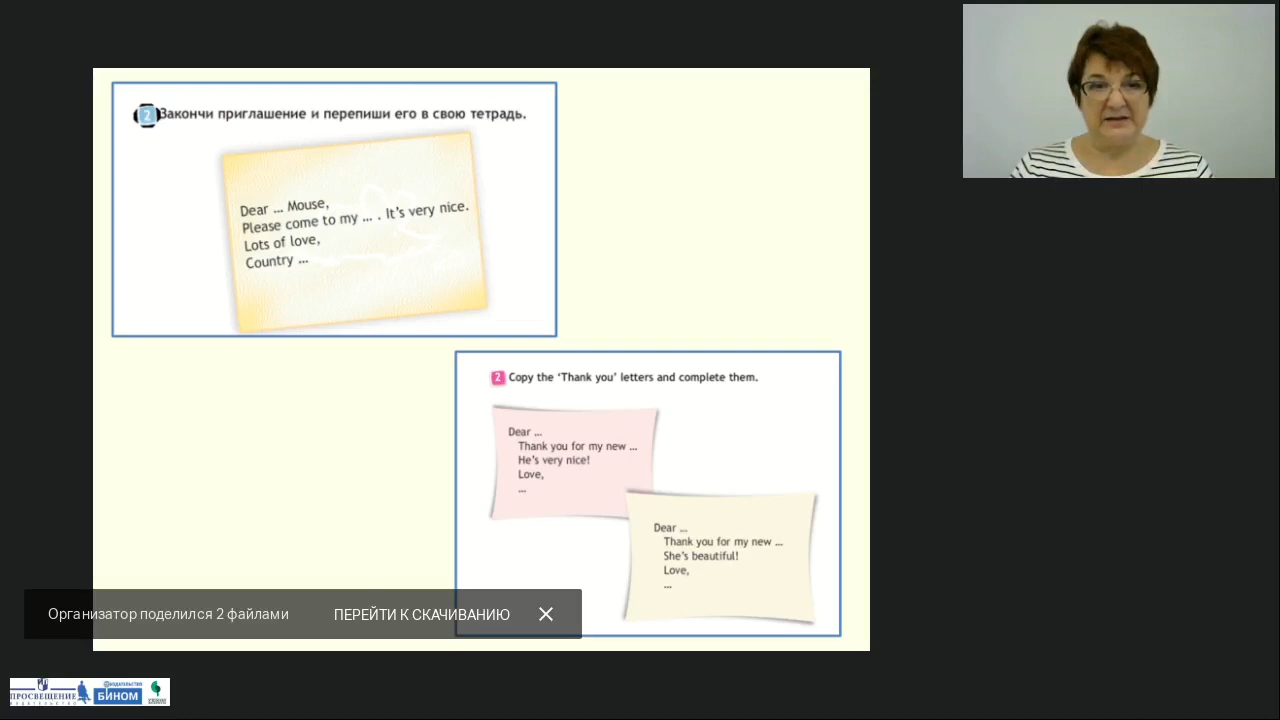 2 Закончи приглашение и перепиши его в свою тетрадь.
Dear ... Mouse,
Please come to my ... . It's very nice.
Lots of love,
Country ...
2 Copy the ‘Thank you’ letters and complete them.
Dear ...
Thank you for my new ...
He's very nice!
Love,
...
Dear ...
Thank you for my new ...
She's beautiful!
Love,
...
Организатор поделился 2 файлами ПЕРЕЙТИ К СКАЧИВАНИЮ
ПРОСВЕЩЕНИЕ
ИЗДАТЕЛЬСТВО
ИЗДАТЕЛЬСТВО
БИНОМ